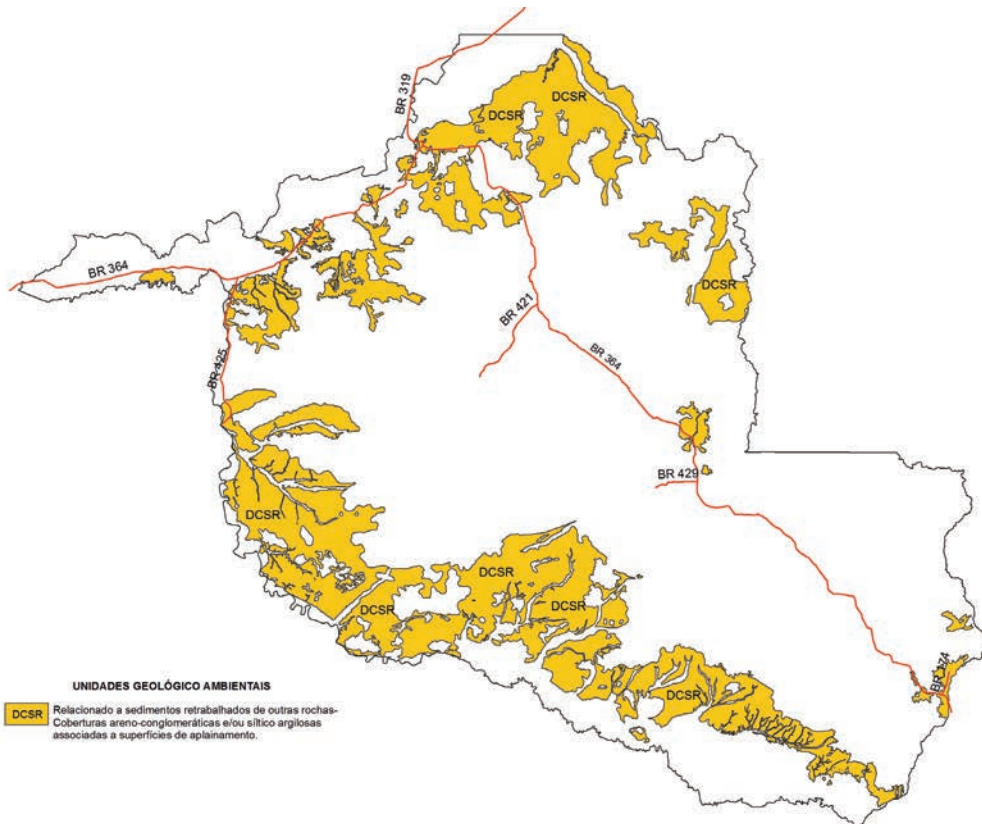 BR 319
DCSR
DCSR
BR 364
DCSR
BR 421
BR 364
BR 425
BR 429
DCSR
DCSR
DCSR
DCSR
DCSR
BR 174
UNIDADES GEOLÓGICO AMBIENTAIS
DCSR
Relacionado a sedimentos retrabalhados de outras rochas-
Coberturas areno-conglomeráticas e/ou síltico argilosas
associadas a superfícies de aplainamento.